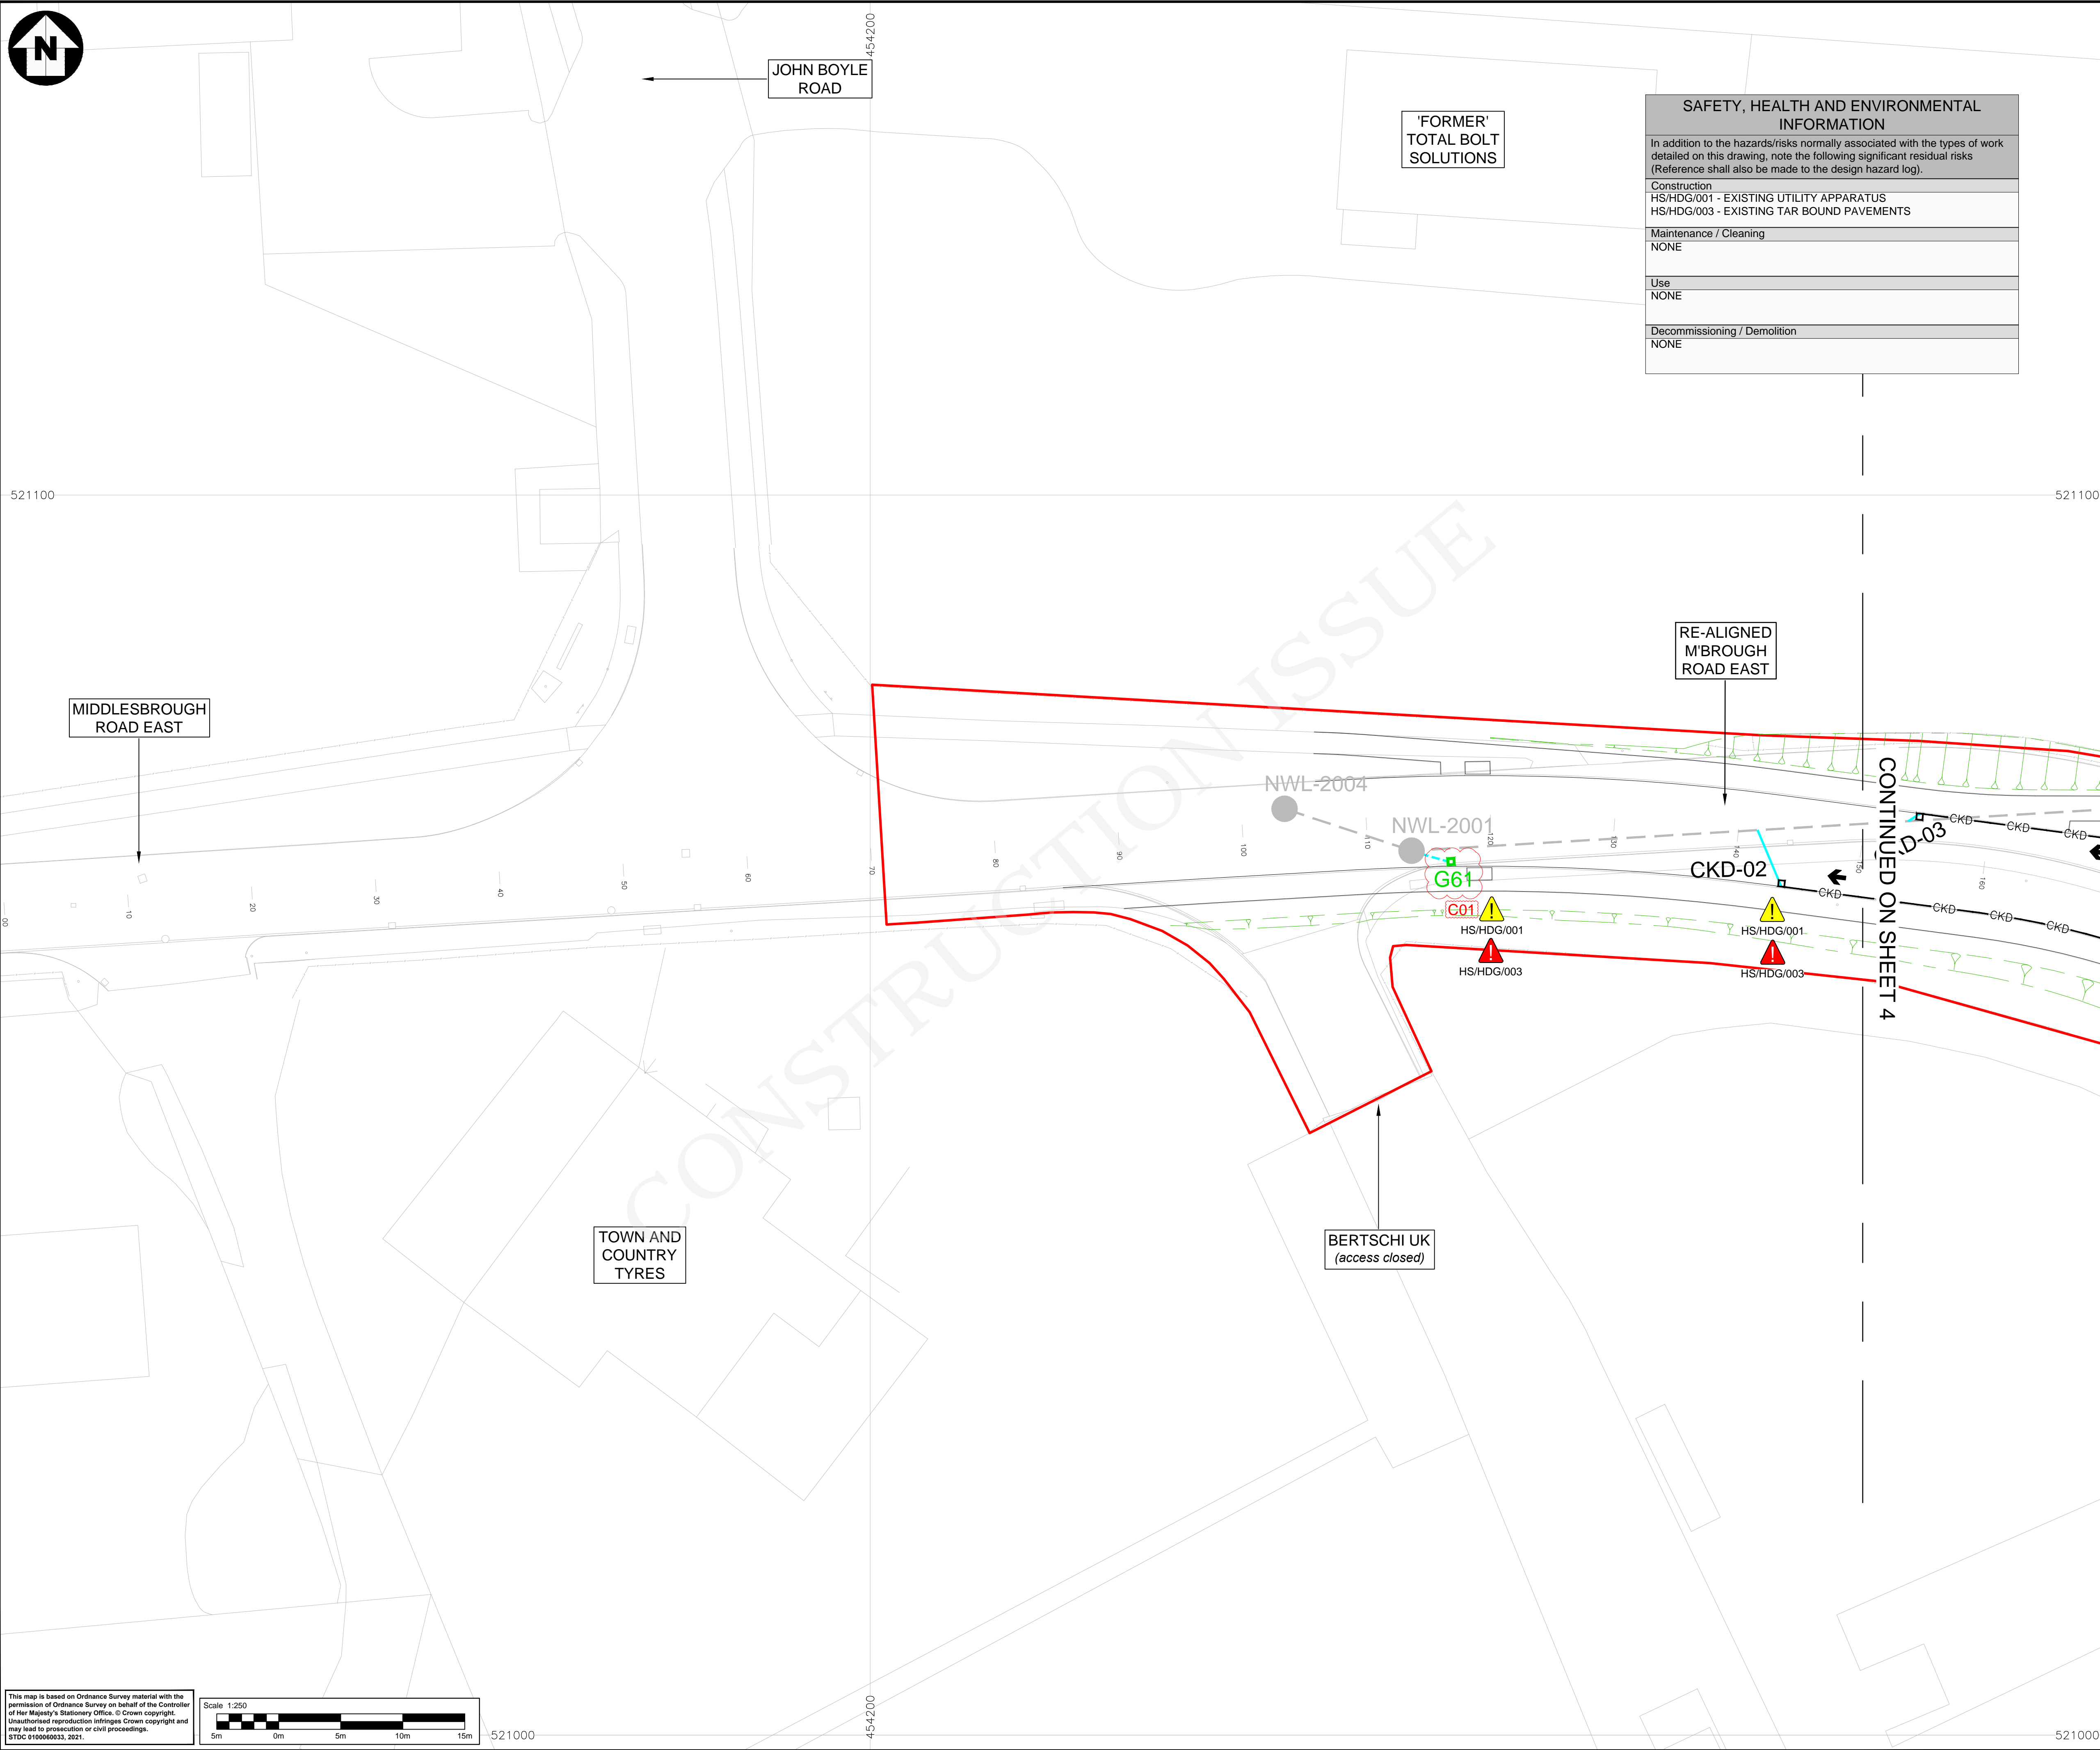 N
454200
JOHN BOYLE
ROAD
'FORMER'
TOTAL BOLT
SOLUTIONS
SAFETY, HEALTH AND ENVIRONMENTAL
INFORMATION
In addition to the hazards/risks normally associated with the types of work
detailed on this drawing, note the following significant residual risks
(Reference shall also be made to the design hazard log).
Construction
HS/HDG/001 - EXISTING UTILITY APPARATUS
HS/HDG/003 - EXISTING TAR BOUND PAVEMENTS
Maintenance / Cleaning
NONE
Use
NONE
Decommissioning / Demolition
NONE
521100
521100
CONSTRUCTION ISSUE
RE-ALIGNED
M'BROUGH
ROAD EAST
MIDDLESBROUGH
ROAD EAST
NWL-2004
NWL-2001
G61
C01
HS/HDG/001
HS/HDG/003
CKD-02
CKD
CKD
CKD
CKD
HS/HDG/001
HS/HDG/003
CONTINUED ON SHEET 4
D-03
CKD
CKD
CKD
00
10
20
30
40
50
60
70
80
90
100
110
120
130
140
150
160
TOWN AND
COUNTRY
TYRES
BERTSCHI UK
(access closed)
This map is based on Ordnance Survey material with the
permission of Ordnance Survey on behalf of the Controller
of Her Majesty's Stationery Office. © Crown copyright.
Unauthorised reproduction infringes Crown copyright and
may lead to prosecution or civil proceedings.
STDC 0100060033, 2021.
Scale 1:250
5m 0m 5m 10m 15m
521000
454200
521000